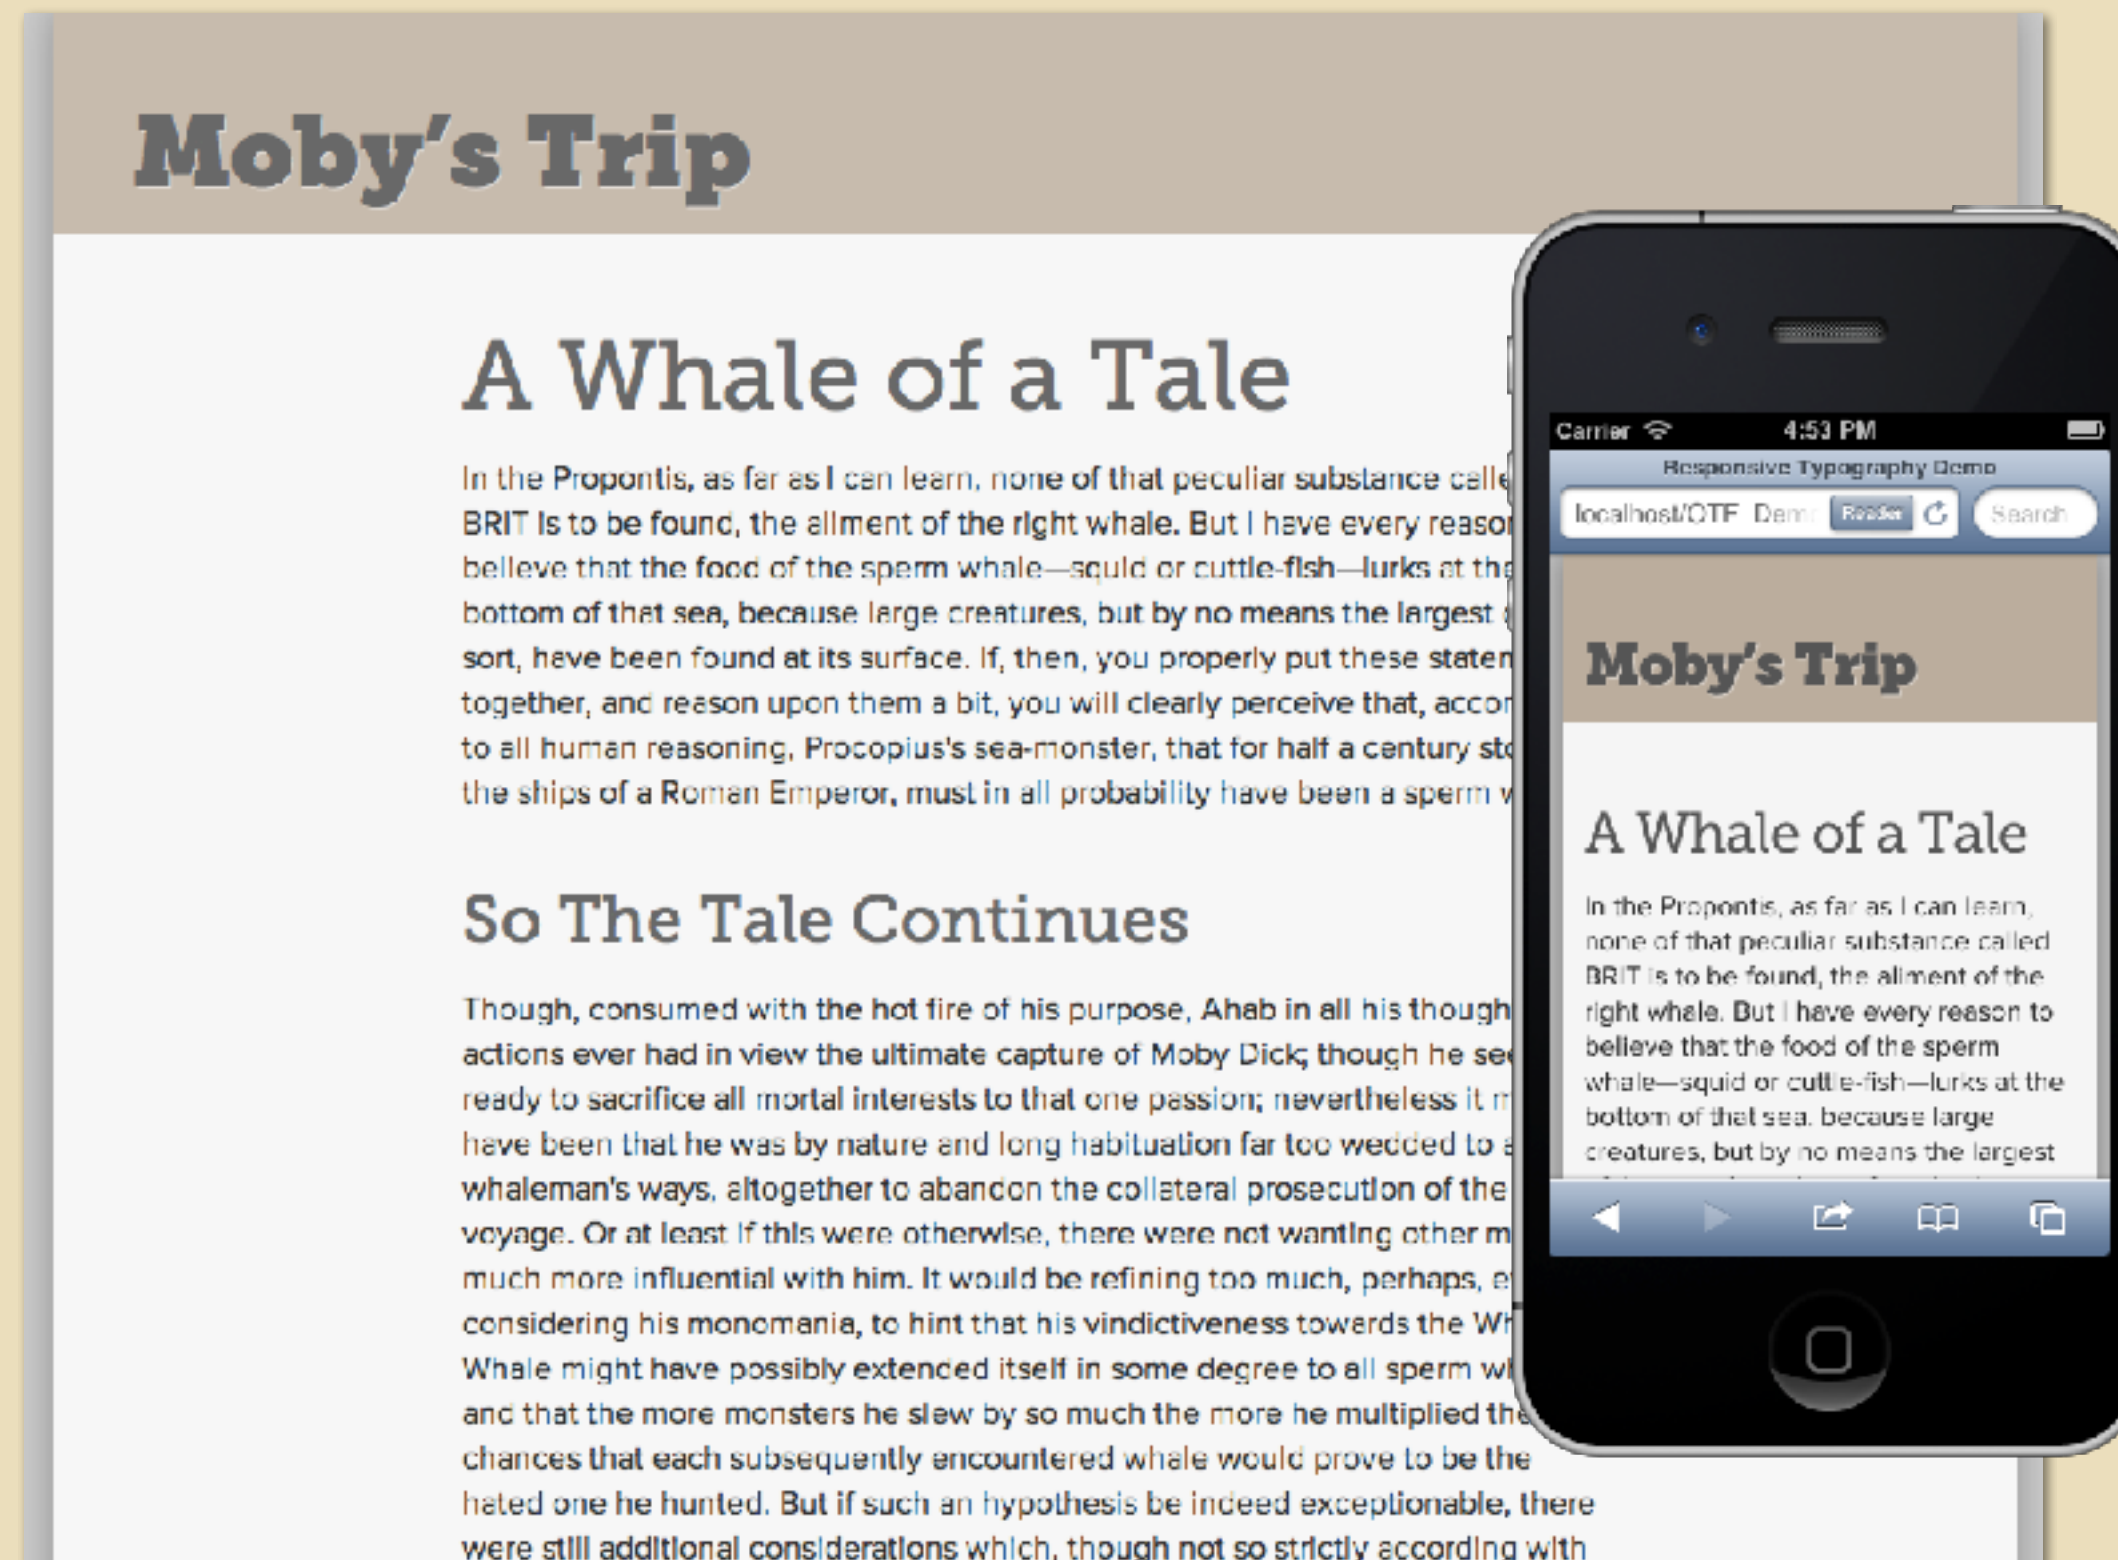 Moby's Trip
A Whale of a Tale
In the Propontis, as far as I can learn, none of that peculiar substance calle
BRIT is to be found, the aliment of the right whale. But I have every reason
believe that the food of the sperm whale—squid or cuttle-fish—lurks at the
bottom of that sea, because large creatures, but by no means the largest
sort, have been found at its surface. If, then, you properly put these statem
together, and reason upon them a bit, you will clearly perceive that, accor
to all human reasoning, Procopius's sea-monster, that for half a century sto
the ships of a Roman Emperor, must in all probability have been a sperm w
So The Tale Continues
Though, consumed with the hot fire of his purpose, Ahab in all his though
actions ever had in view the ultimate capture of Moby Dick; though he see
ready to sacrifice all mortal interests to that one passion; nevertheless it m
have been that he was by nature and long habituation far too wedded to a
whaleman's ways, altogether to abandon the collateral prosecution of the
voyage. Or at least if this were otherwise, there were not wanting other m
much more influential with him. It would be refining too much, perhaps, ev
considering his monomania, to hint that his vindictiveness towards the Wh
Whale might have possibly extended itself in some degree to all sperm wh
and that the more monsters he slew by so much the more he multiplied the
chances that each subsequently encountered whale would prove to be the
hated one he hunted. But if such an hypothesis be indeed exceptionable, there
were still additional considerations which, though not so strictly according with
Carrier 4:53 PM
Responsive Typography Demo
localhost/OTF_Demo Reader Search
Moby's Trip
A Whale of a Tale
In the Propontis, as far as I can learn,
none of that peculiar substance called
BRIT is to be found, the aliment of the
right whale. But I have every reason to
believe that the food of the sperm
whale—squid or cuttle-fish—lurks at the
bottom of that sea, because large
creatures, but by no means the largest